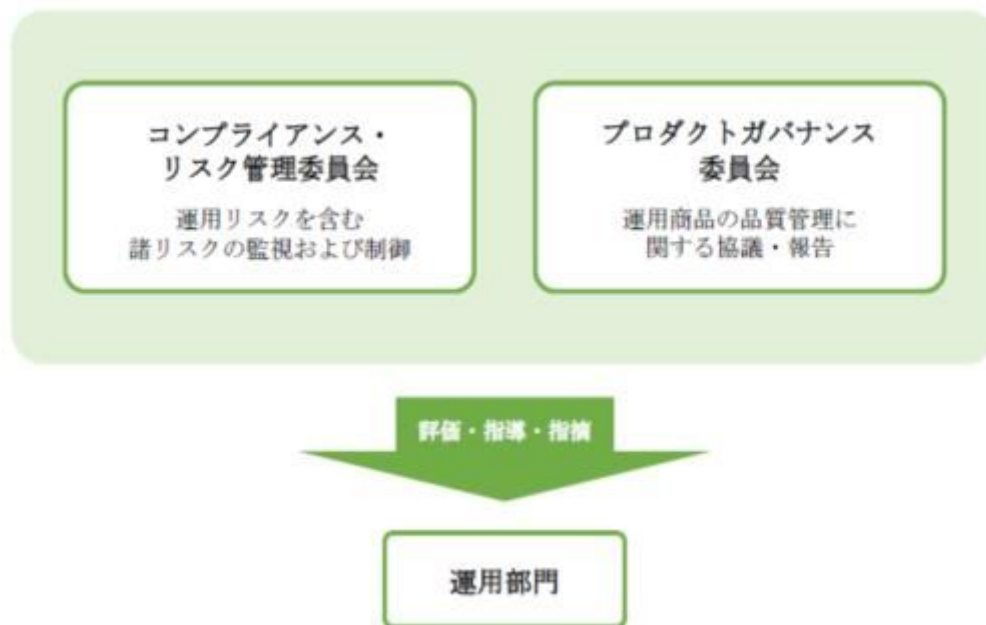 コンプライアンス・
リスク管理委員会
運用リスクを含む
諸リスクの監視および制御
プロダクトガバナンス
委員会
運用商品の品質管理に
関する協議・報告
評価・指導・指摘
運用部門